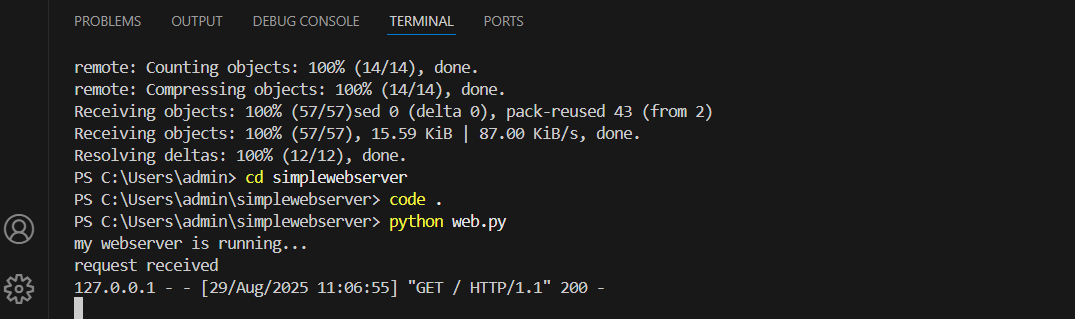 PROBLEMS OUTPUT DEBUG CONSOLE TERMINAL PORTS
remote: Counting objects: 100% (14/14), done.
remote: Compressing objects: 100% (14/14), done.
Receiving objects: 100% (57/57)sed 0 (delta 0), pack-reused 43 (from 2)
Receiving objects: 100% (57/57), 15.59 KiB | 87.00 KiB/s, done.
Resolving deltas: 100% (12/12), done.
PS C:\Users\admin> cd simplewebserver
PS C:\Users\admin\simplewebserver> code .
PS C:\Users\admin\simplewebserver> python web.py
my webserver is running...
request received
127.0.0.1 - - [29/Aug/2025 11:06:55] "GET / HTTP/1.1" 200 -